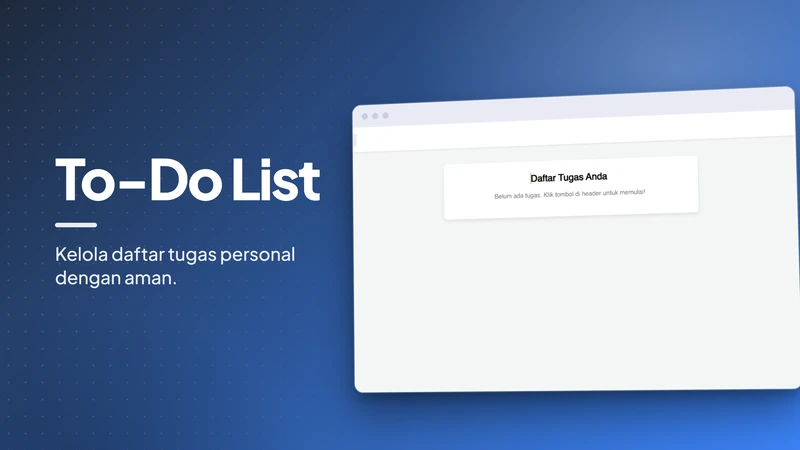 To-Do List
Kelola daftar tugas personal
dengan aman.
Daftar Tugas Anda
Belum ada tugas. Klik tombol di header untuk memulai!